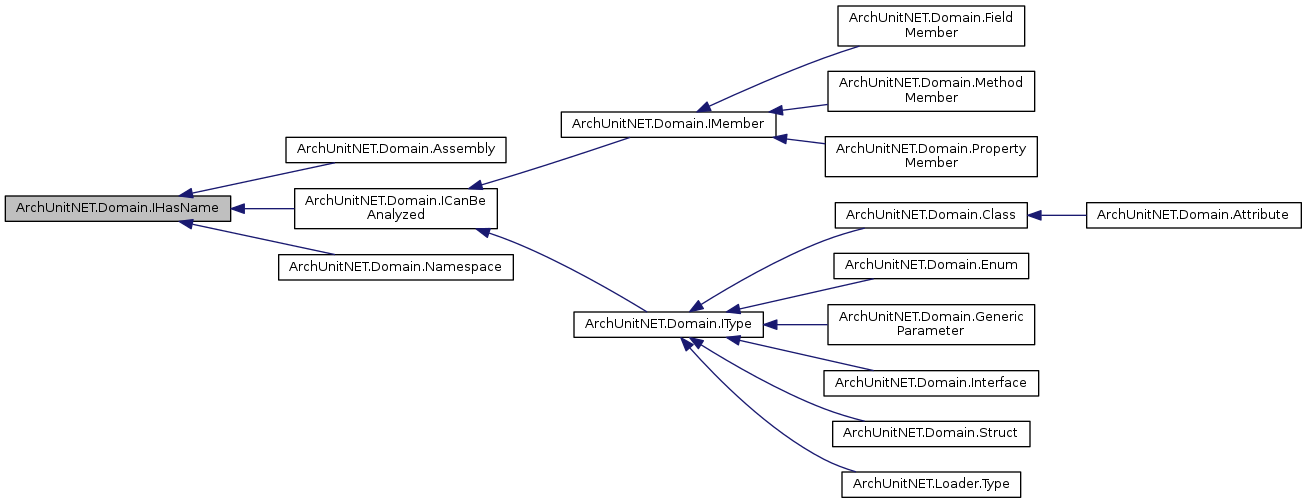 ArchUnitNET.Domain.IHasName
ArchUnitNET.Domain.Assembly
ArchUnitNET.Domain.ICanBe
Analyzed
ArchUnitNET.Domain.Namespace
ArchUnitNET.Domain.IMember
ArchUnitNET.Domain.IType
ArchUnitNET.Domain.Field
Member
ArchUnitNET.Domain.Method
Member
ArchUnitNET.Domain.Property
Member
ArchUnitNET.Domain.Class
ArchUnitNET.Domain.Enum
ArchUnitNET.Domain.Generic
Parameter
ArchUnitNET.Domain.Interface
ArchUnitNET.Domain.Struct
ArchUnitNET.Loader.Type
ArchUnitNET.Domain.Attribute